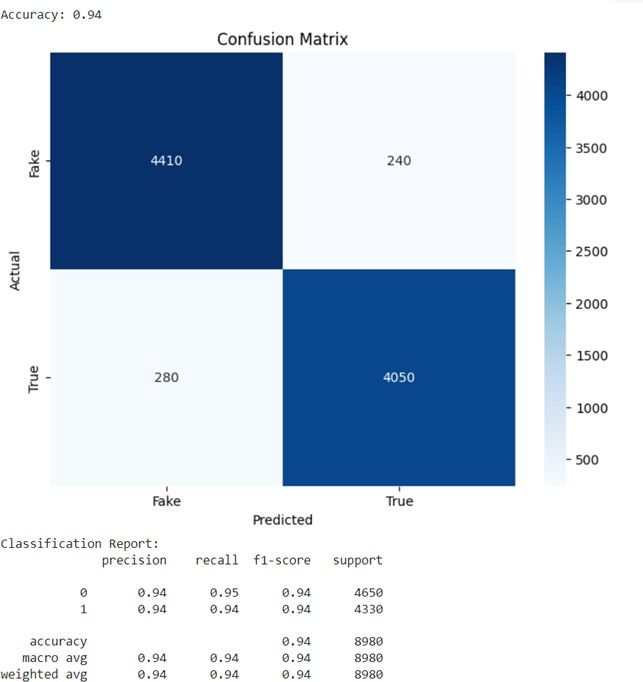 Accuracy: 0.94
Confusion Matrix
Fake
4410
240
Actual
True
280
4050
4000
3500
3000
2500
2000
1500
1000
500
Fake
True
Predicted
Classification Report:
precision recall f1-score support
0 0.94 0.95 0.94 4650
1 0.94 0.94 0.94 4330
accuracy 0.94 8980
macro avg 0.94 0.94 0.94 8980
weighted avg 0.94 0.94 0.94 8980